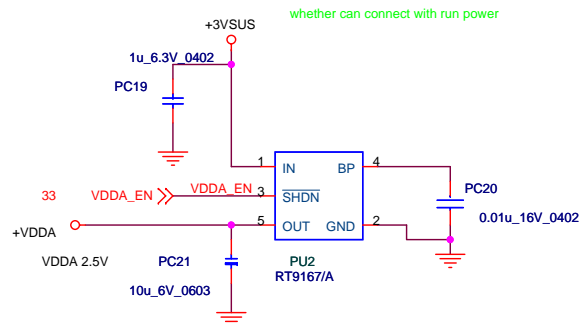 whether can connect with run power
+3VSUS
1u_6.3V_0402
PC19
1 IN BP 4
33 VDDA_EN VDDA_EN 3 SHDN
PC20
0.01u_16V_0402
5 OUT GND 2
+VDDA
VDDA 2.5V
PC21
PU2
RT9167/A
10u_6V_0603